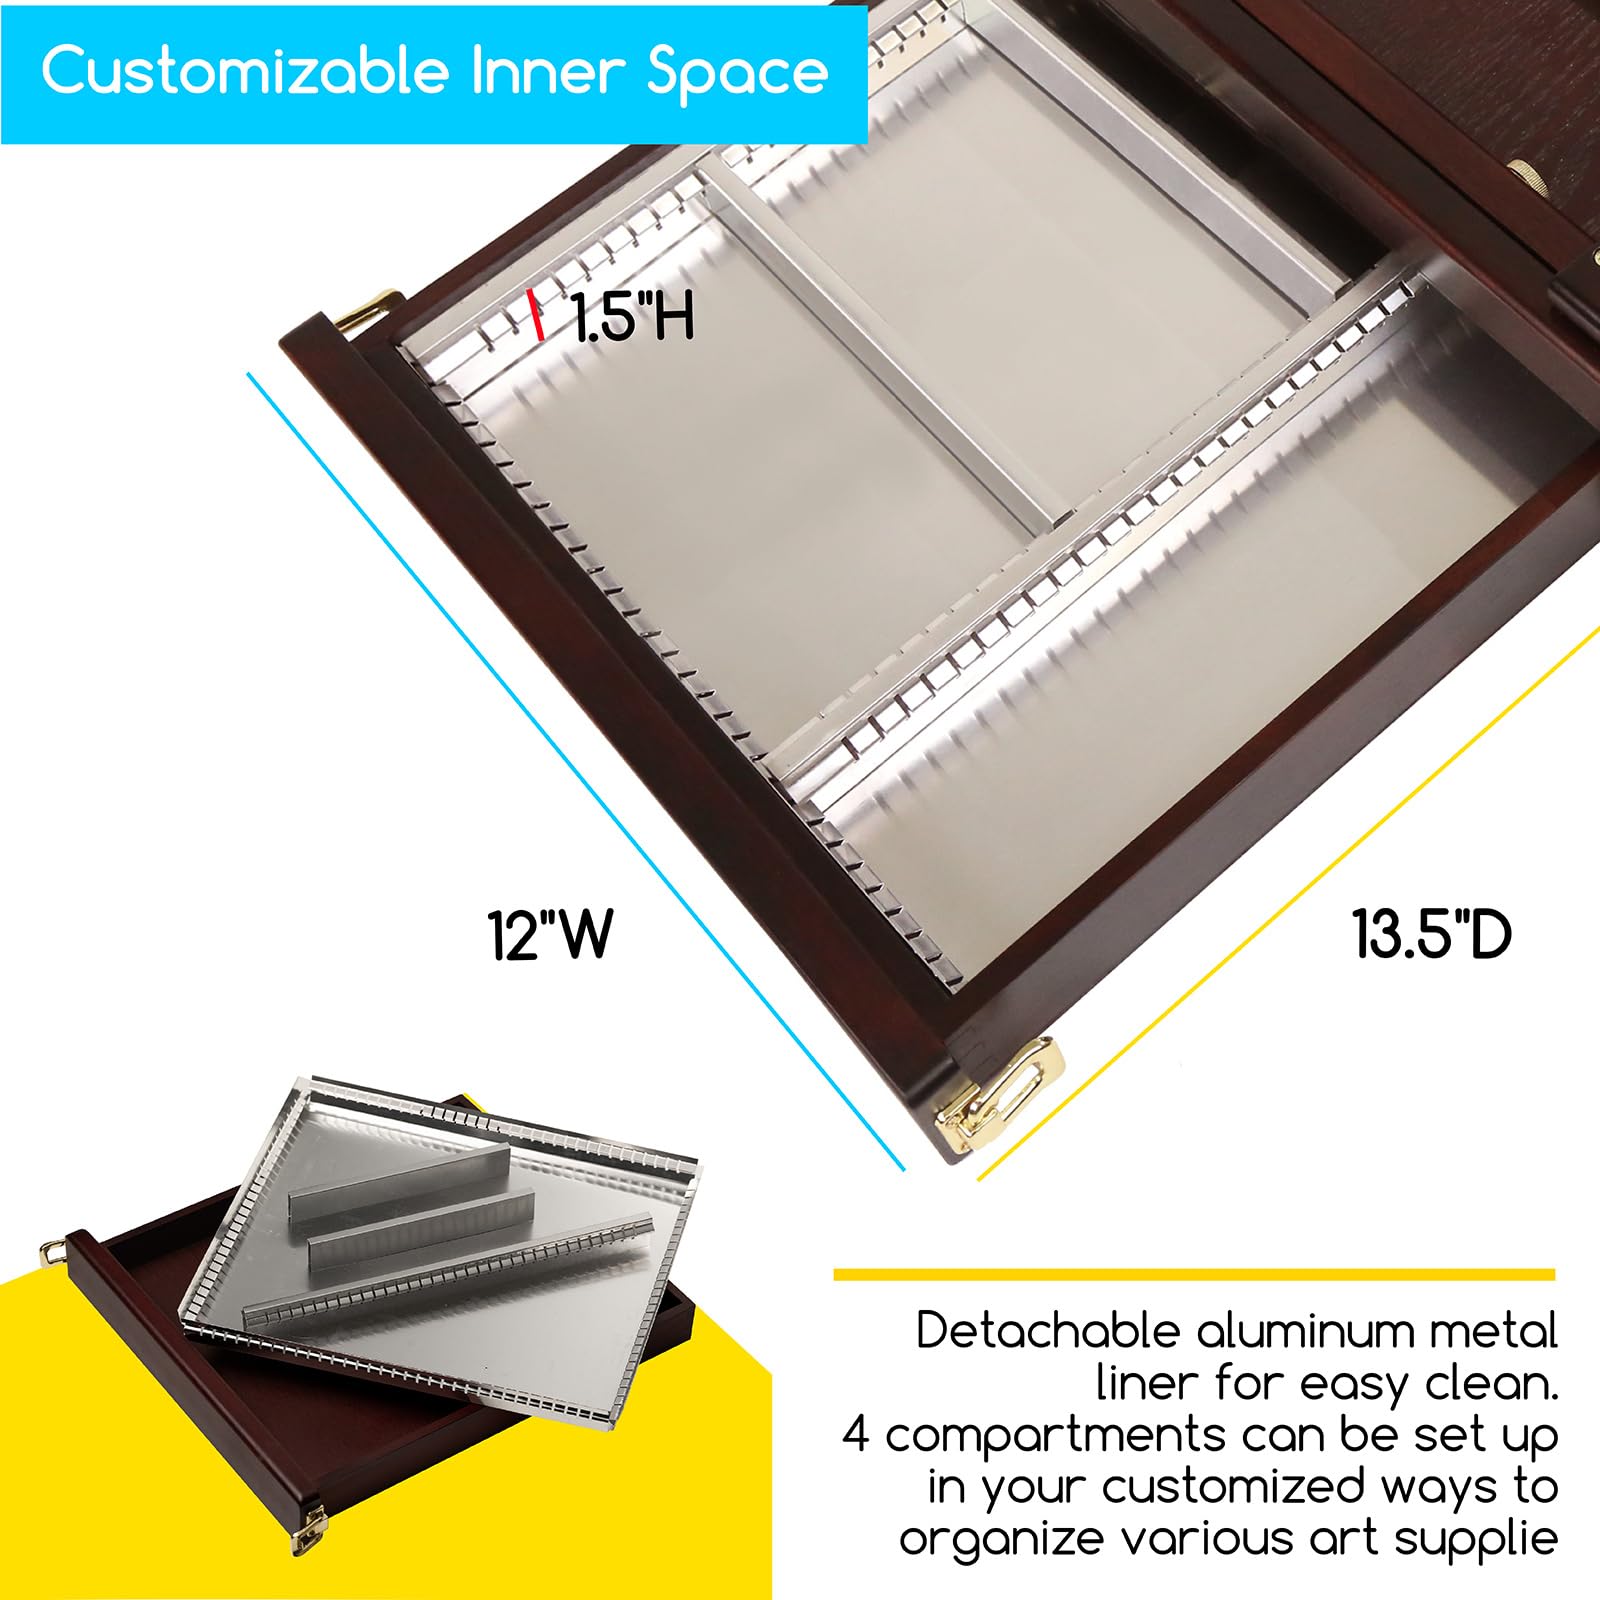 Customizable Inner Space
1.5"H
12"W
13.5"D
Detachable aluminum metal
liner for easy clean.
4 compartments can be set up
in your customized ways to
organize various art supplie